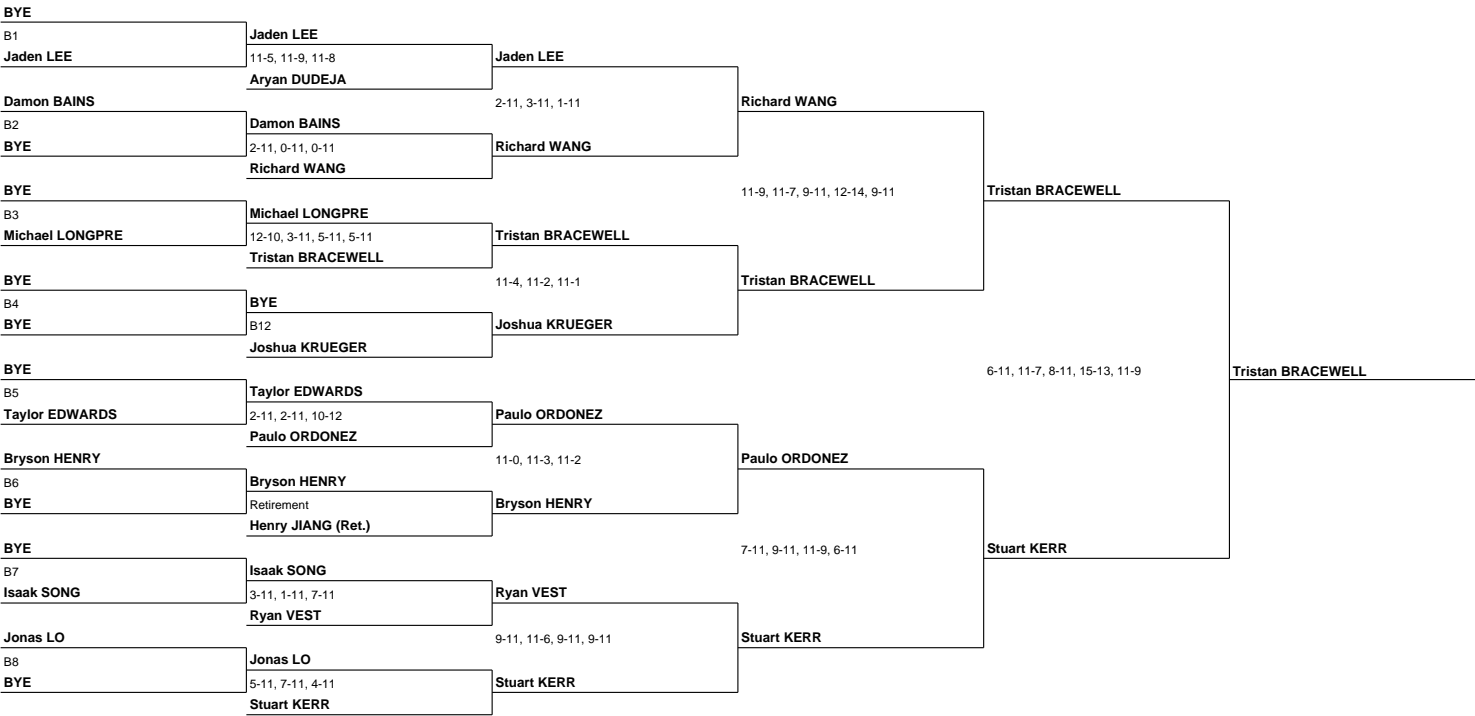 BYE
B1
Jaden LEE
Damon BAINS
B2
BYE
BYE
B3
Michael LONGPRE
BYE
B4
BYE
BYE
B5
Taylor EDWARDS
Bryson HENRY
B6
BYE
BYE
B7
Isaak SONG
Jonas LO
B8
BYE
Jaden LEE
11-5, 11-9, 11-8
Aryan DUDEJA
Damon BAINS
2-11, 0-11, 0-11
Richard WANG
Michael LONGPRE
12-10, 3-11, 5-11, 5-11
Tristan BRACEWELL
BYE
B12
Joshua KRUEGER
Taylor EDWARDS
2-11, 2-11, 10-12
Paulo ORDONEZ
Bryson HENRY
Retirement
Henry JIANG (Ret.)
Isaak SONG
3-11, 1-11, 7-11
Ryan VEST
Jonas LO
5-11, 7-11, 4-11
Stuart KERR
Jaden LEE
2-11, 3-11, 1-11
Richard WANG
Tristan BRACEWELL
11-4, 11-2, 11-1
Joshua KRUEGER
Paulo ORDONEZ
11-0, 11-3, 11-2
Bryson HENRY
Ryan VEST
9-11, 11-6, 9-11, 9-11
Stuart KERR
Richard WANG
11-9, 11-7, 9-11, 12-14, 9-11
Tristan BRACEWELL
Paulo ORDONEZ
7-11, 9-11, 11-9, 6-11
Stuart KERR
Tristan BRACEWELL
6-11, 11-7, 8-11, 15-13, 11-9
Stuart KERR
Tristan BRACEWELL